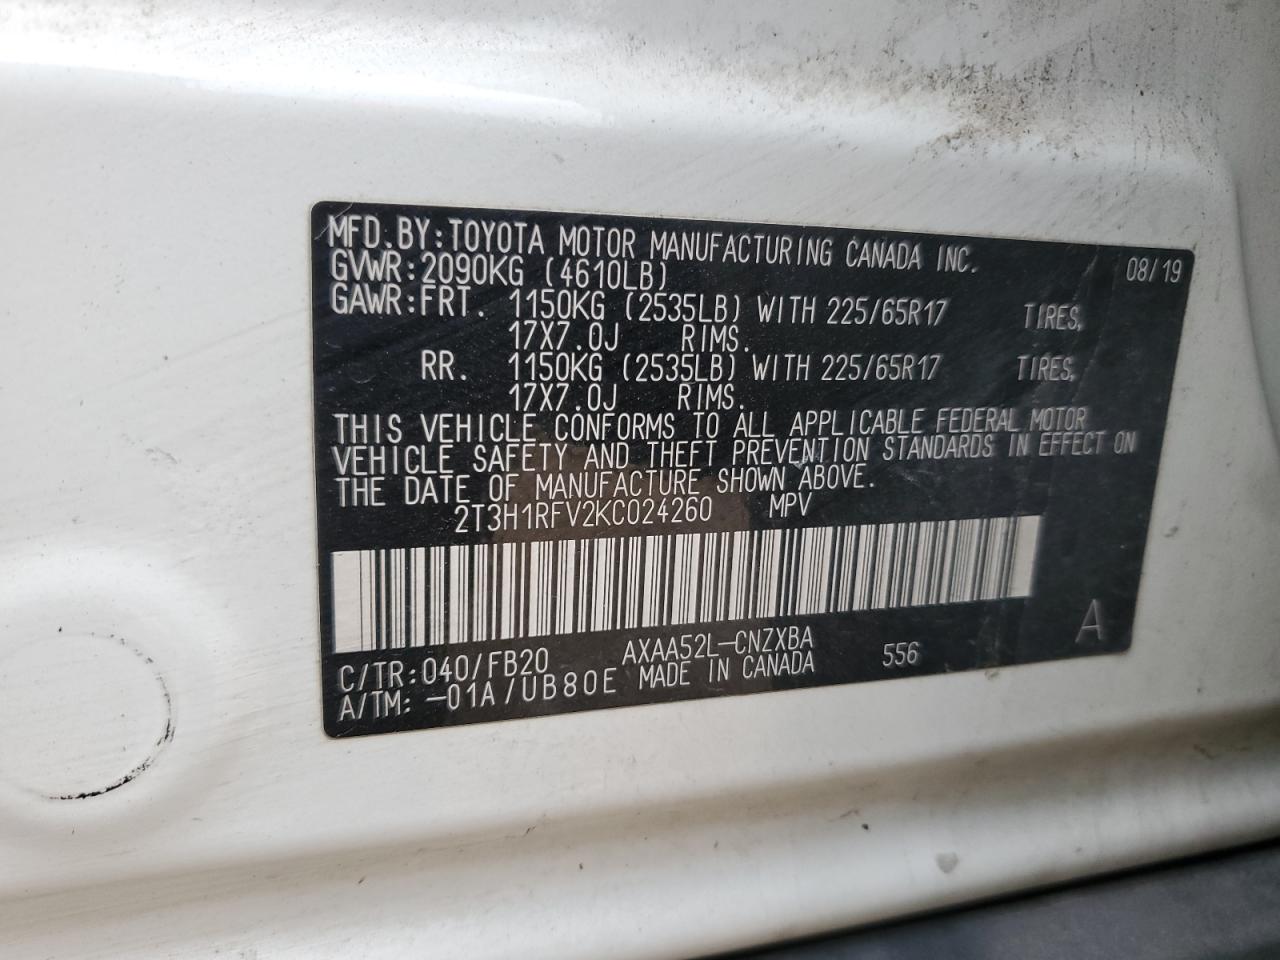 MFD.BY:TOYOTA MOTOR MANUFACTURING CANADA INC. 08/19
GVWR:2090KG (4610LB)
GAWR:FRT. 1150KG (2535LB) WITH 225/65R17 TIRES,
17X7.0J RIMS.
RR. 1150KG (2535LB) WITH 225/65R17 TIRES,
17X7.0J RIMS.
THIS VEHICLE CONFORMS TO ALL APPLICABLE FEDERAL MOTOR
VEHICLE SAFETY AND THEFT PREVENTION STANDARDS IN EFFECT ON
THE DATE OF MANUFACTURE SHOWN ABOVE.
2T3H1RFV2KC024260 MPV
C/TR:040/FB20 AXAA52L-CNZXBA 556 A
A/TM: -01A/UB80E MADE IN CANADA